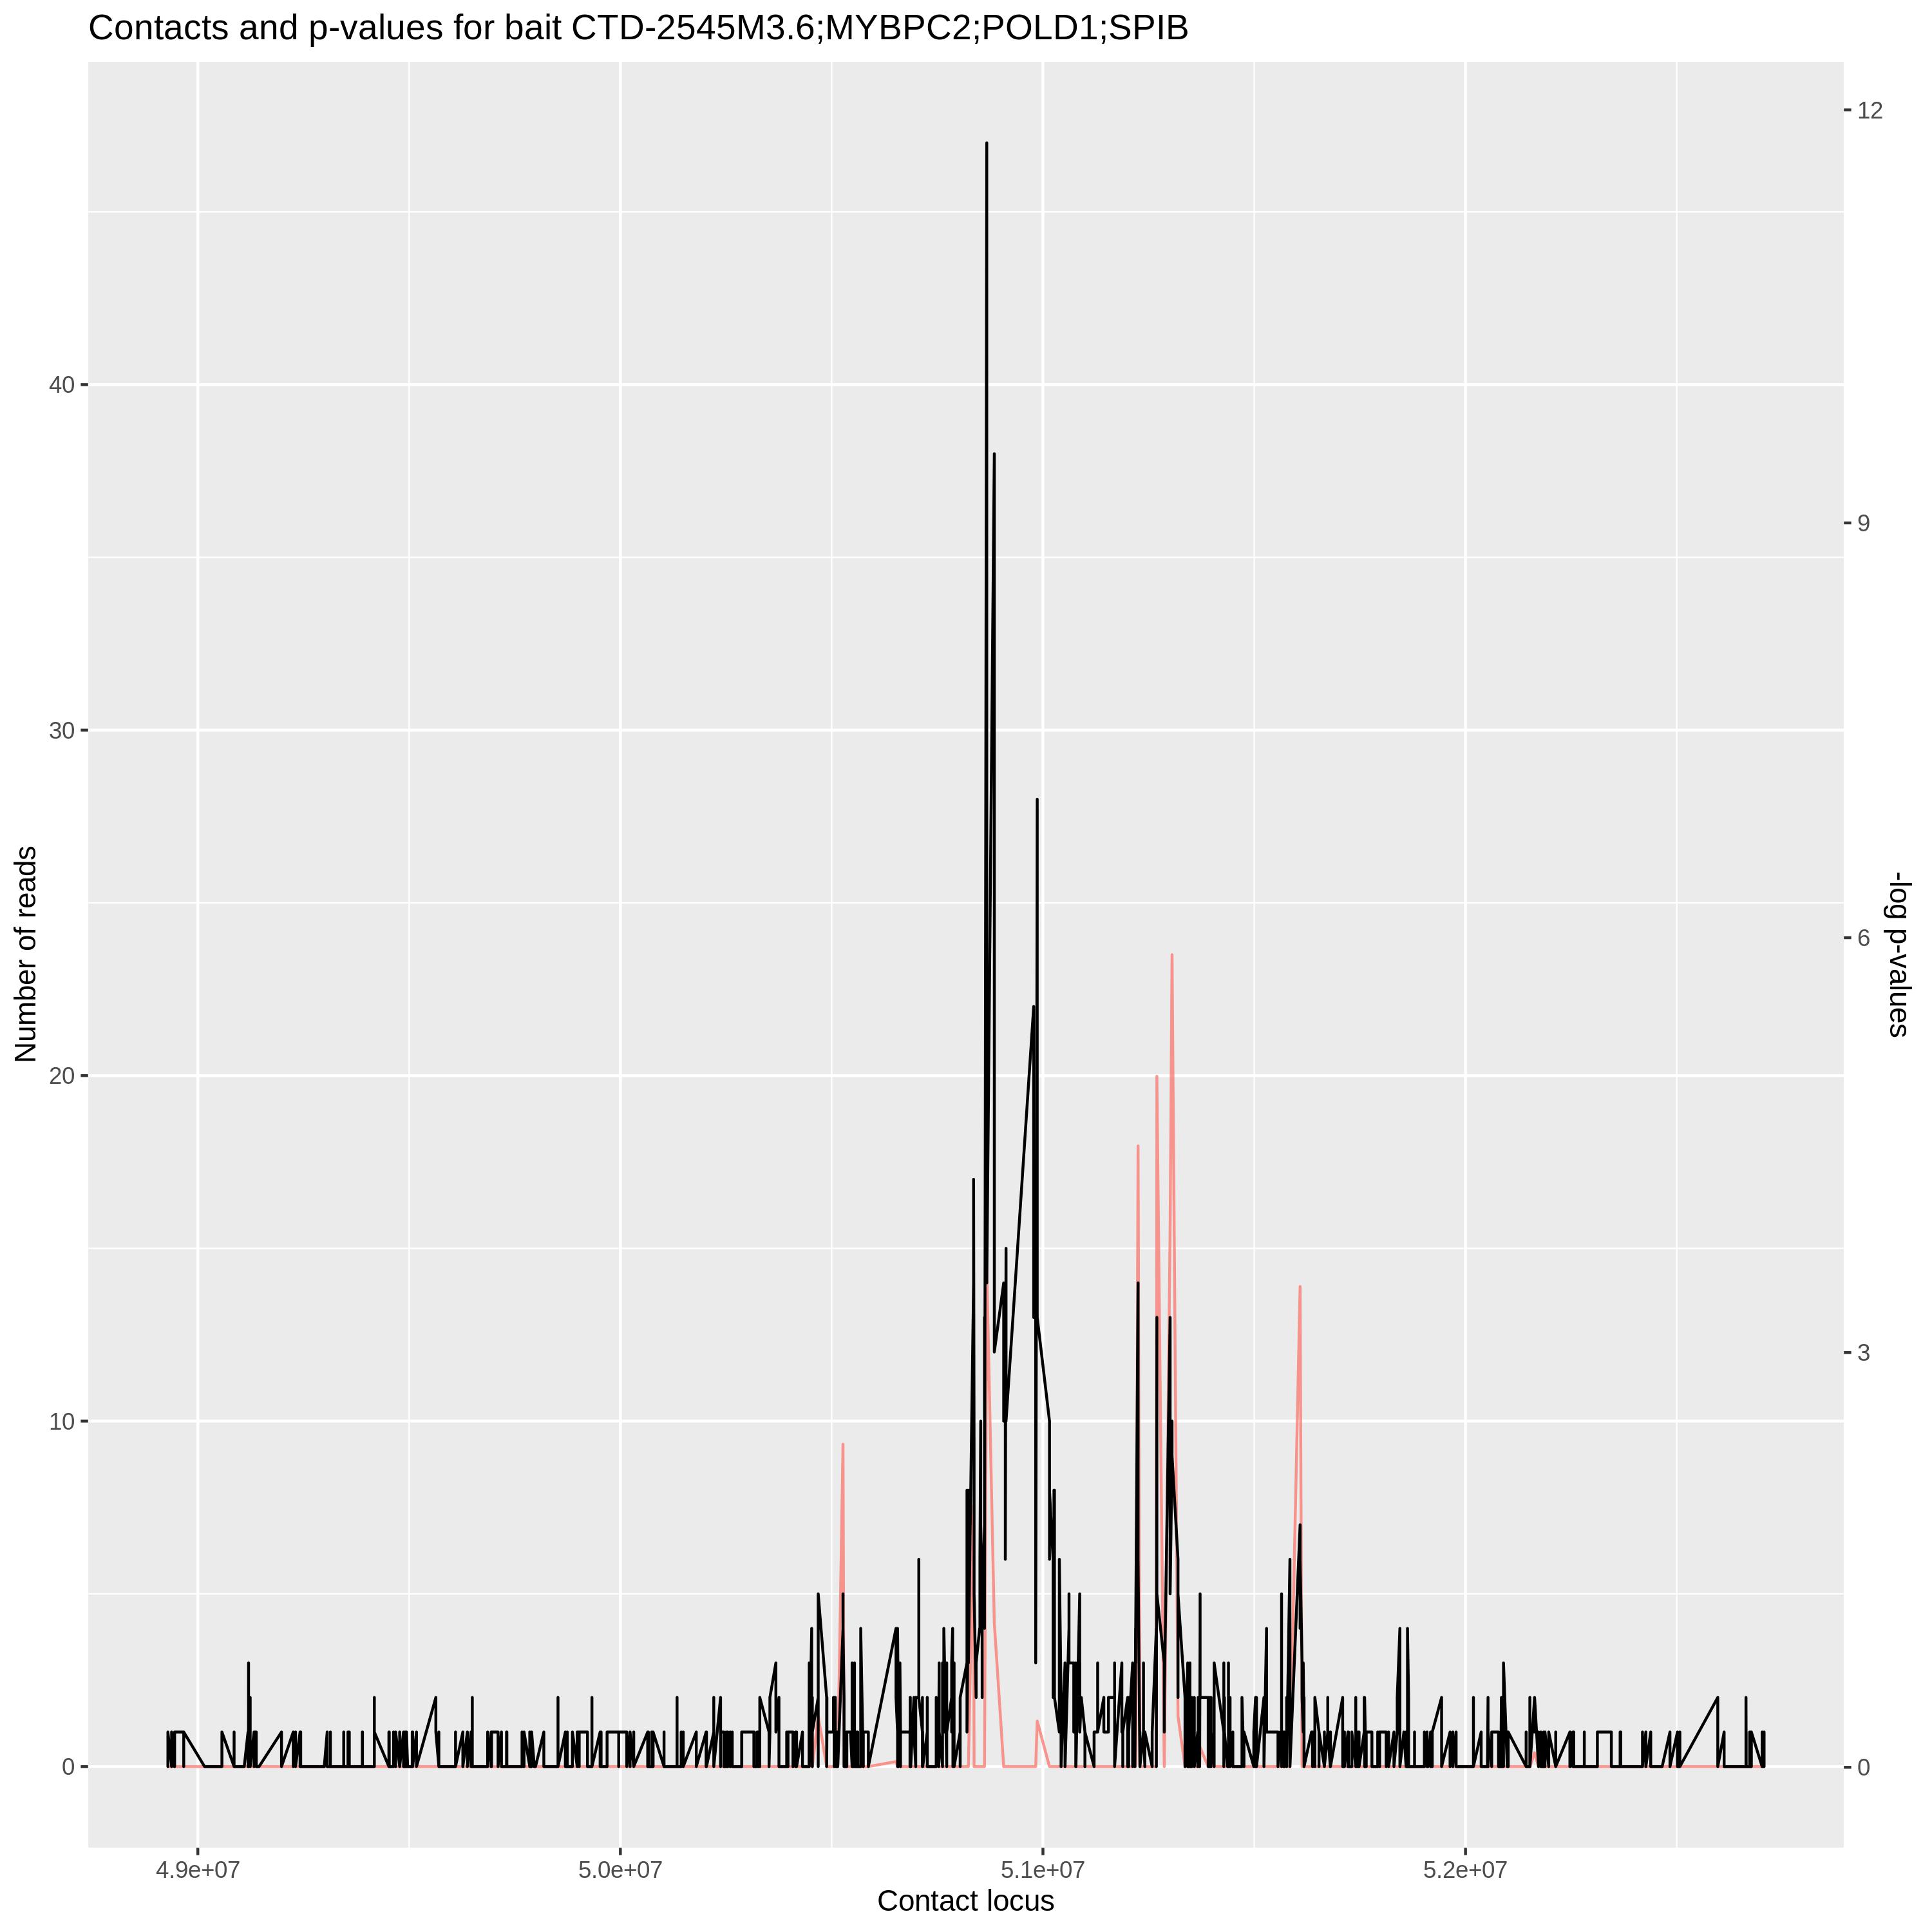 Contacts and p-values for bait CTD-2545M3.6;MYBPC2;POLD1;SPIB
12
9
6
3
0
-log p-values
40
30
20
10
0
Number of reads
4.9e+07
5.0e+07
5.1e+07
5.2e+07
Contact locus